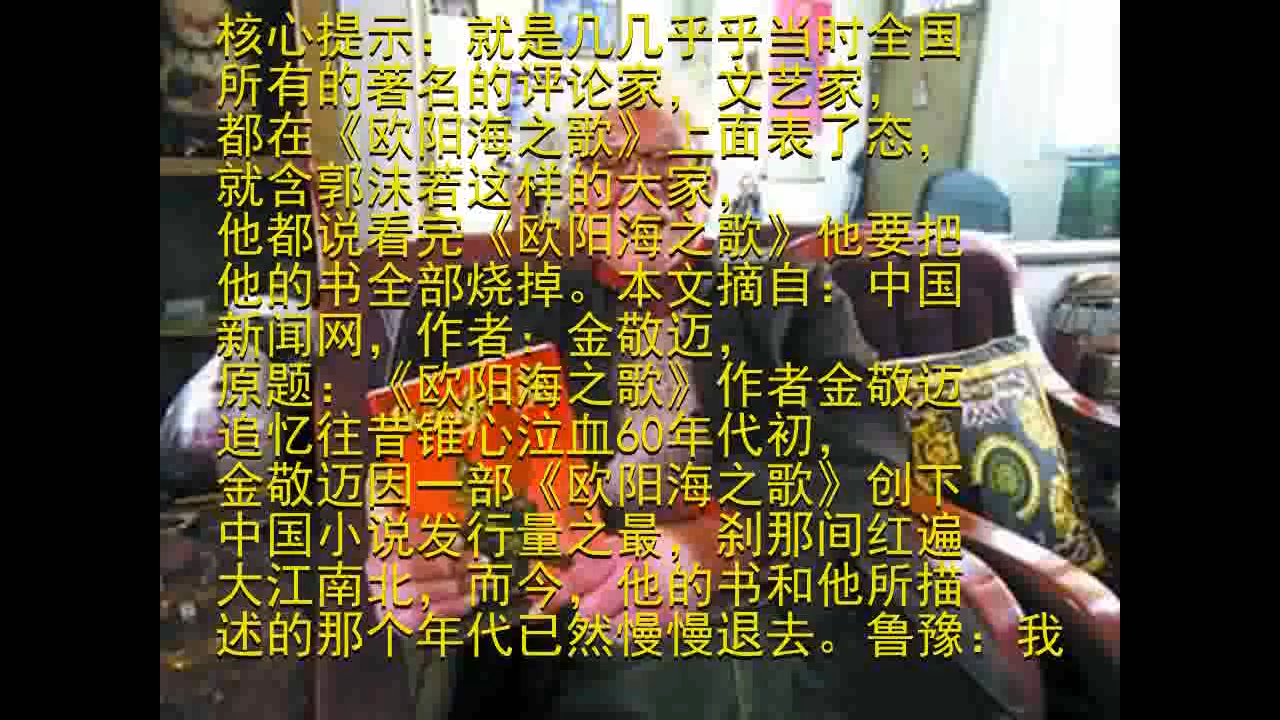 核心提示：就是几几乎乎当时全国
所有的著名的评论家，文艺家，
都在《欧阳海之歌》上面表了态，
就含郭沫若这样的大家，
他都说看完《欧阳海之歌》他要把
他的书全部烧掉。本文摘自：中国
新闻网，作者：金敬迈，
原题：《欧阳海之歌》作者金敬迈
追忆往昔锥心泣血60年代初，
金敬迈因一部《欧阳海之歌》创下
中国小说发行量之最，刹那间红遍
大江南北，而今，他的书和他所描
述的那个年代已然慢慢退去。鲁豫：我